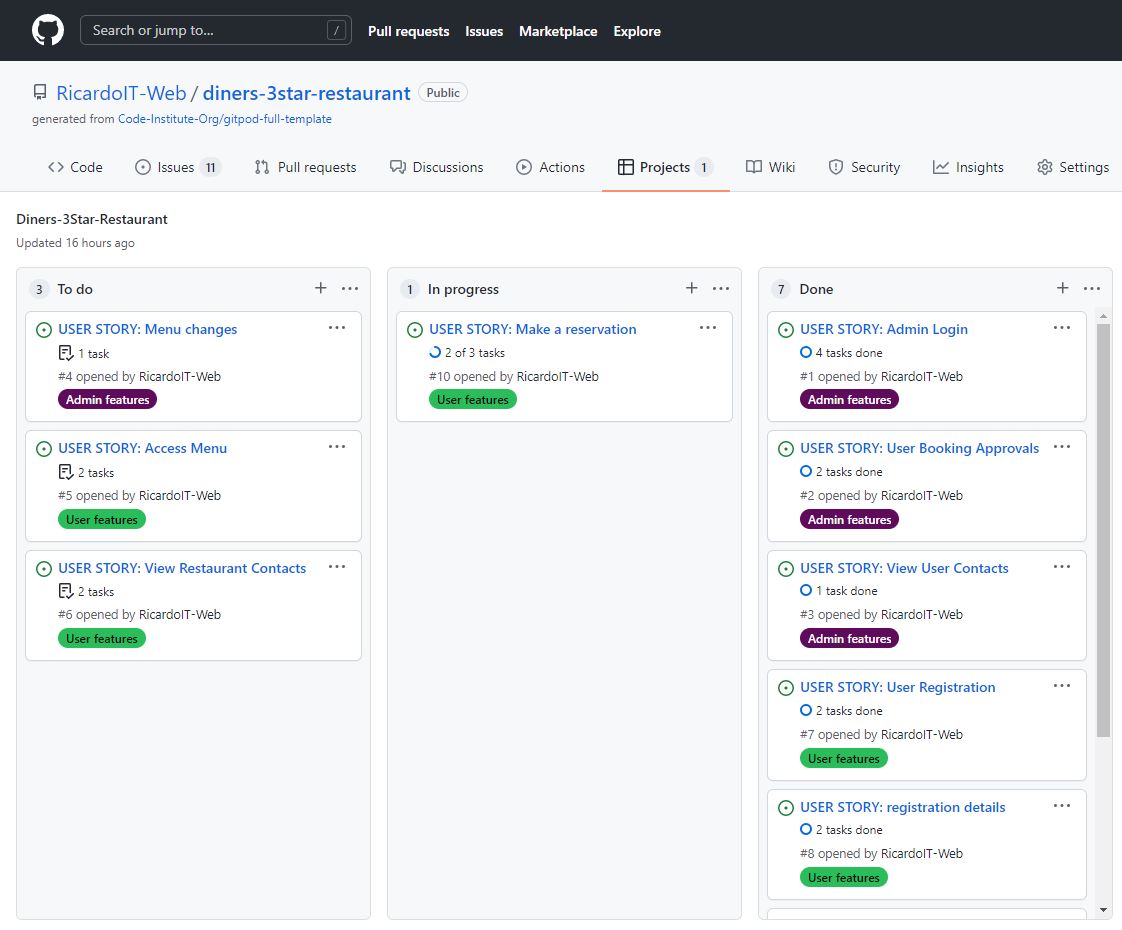 Search or jump to... / Pull requests Issues Marketplace Explore
RicardoIT-Web / diners-3star-restaurant Public
generated from Code-Institute-Org/gitpod-full-template
Code Issues 11 Pull requests Discussions Actions Projects 1 Wiki Security Insights Settings
Diners-3Star-Restaurant
Updated 16 hours ago
3 To do
USER STORY: Menu changes
1 task
#4 opened by RicardoIT-Web
Admin features
USER STORY: Access Menu
2 tasks
#5 opened by RicardoIT-Web
User features
USER STORY: View Restaurant Contacts
2 tasks
#6 opened by RicardoIT-Web
User features
1 In progress
USER STORY: Make a reservation
2 of 3 tasks
#10 opened by RicardoIT-Web
User features
7 Done
USER STORY: Admin Login
4 tasks done
#1 opened by RicardoIT-Web
Admin features
USER STORY: User Booking Approvals
2 tasks done
#2 opened by RicardoIT-Web
Admin features
USER STORY: View User Contacts
1 task done
#3 opened by RicardoIT-Web
Admin features
USER STORY: User Registration
2 tasks done
#7 opened by RicardoIT-Web
User features
USER STORY: registration details
2 tasks done
#8 opened by RicardoIT-Web
User features